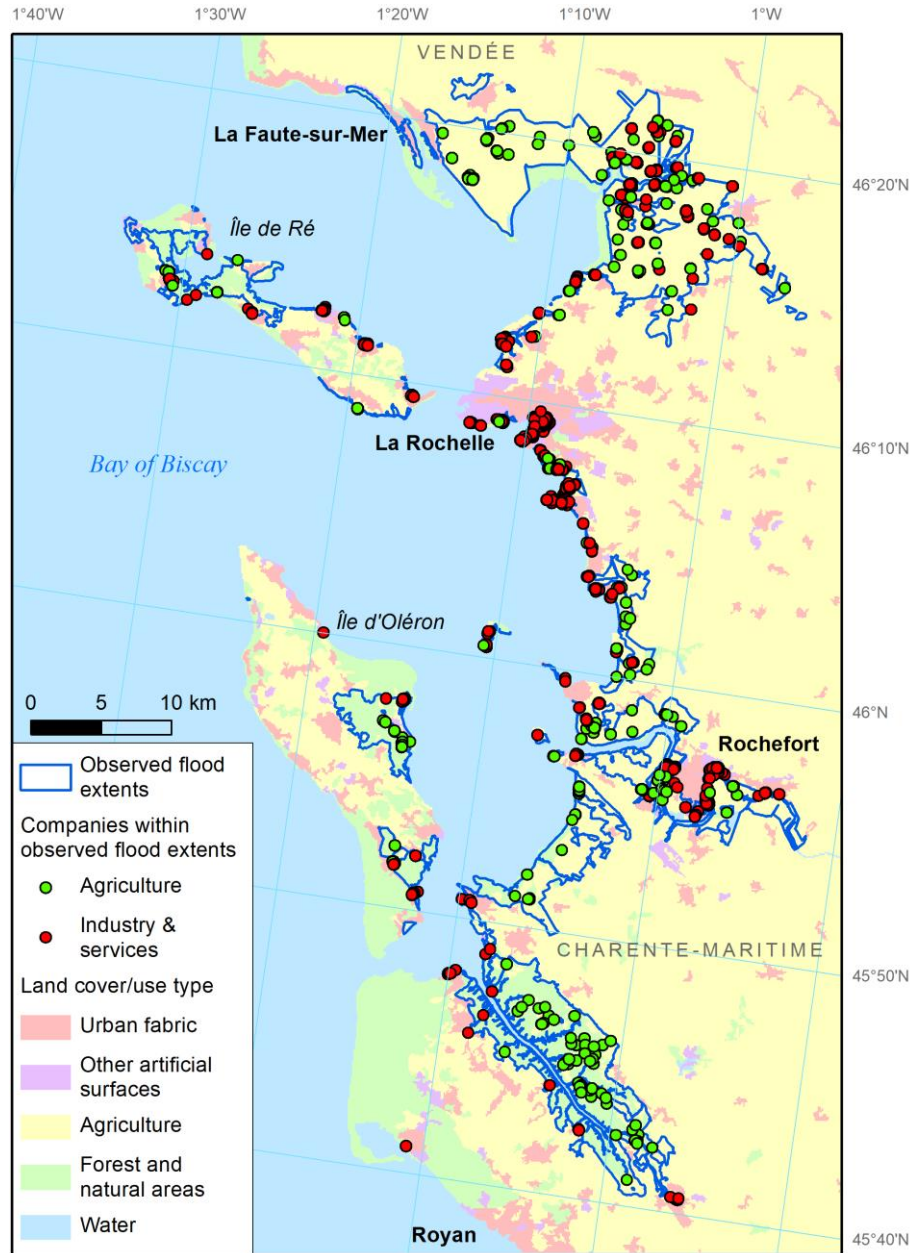 1°40'W
1°30'W
1°20'W
1°10'W
1°W
VENDÉE
La Faute-sur-Mer
46°20'N
Île de Ré
La Rochelle
46°10'N
Bay of Biscay
Île d'Oléron
0 5 10 km
46°N
Rochefort
Observed flood
extents
Companies within
observed flood extents
Agriculture
Industry &
services
CHARENTE-MARITIME
45°50'N
Land cover/use type
Urban fabric
Other artificial
surfaces
Agriculture
Forest and
natural areas
Water
Royan
45°40'N